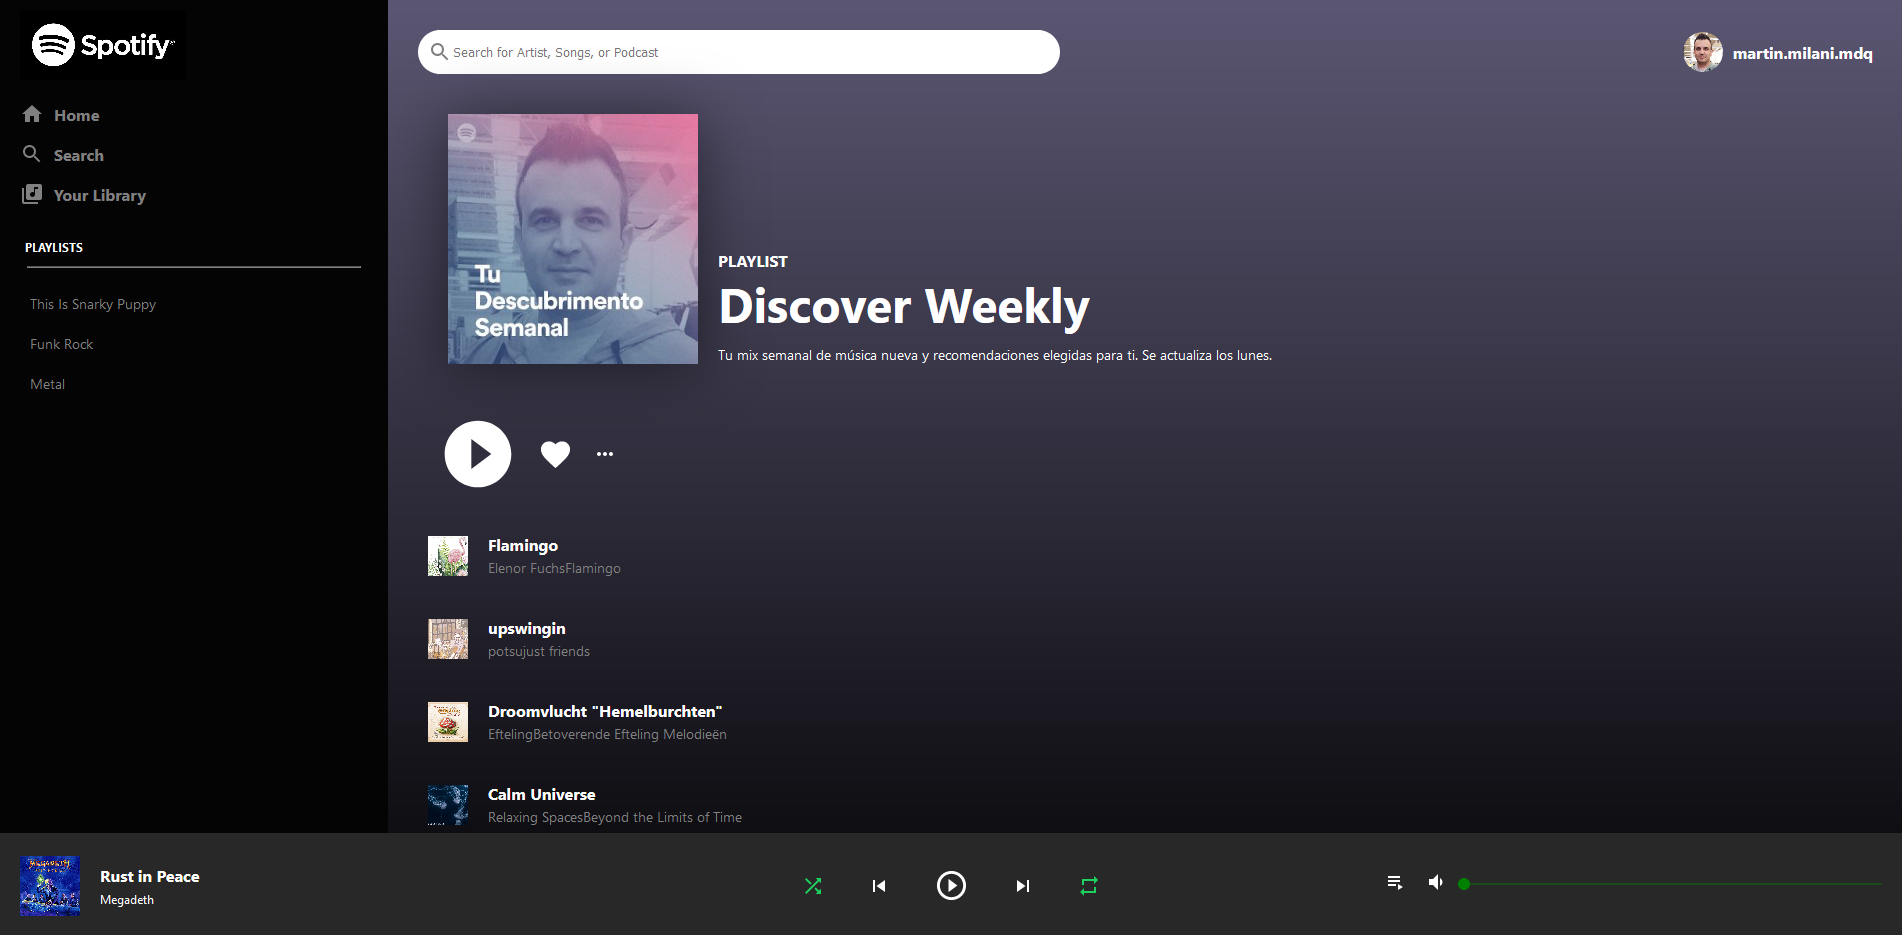 Spotify
Home
Search
Your Library
PLAYLISTS
This Is Snarky Puppy
Funk Rock
Metal
Search for Artist, Songs, or Podcast
martin.milani.mdq
Tu
Descubrimento
Semanal
PLAYLIST
Discover Weekly
Tu mix semanal de música nueva y recomendaciones elegidas para ti. Se actualiza los lunes.
Flamingo
Elenor FuchsFlamingo
upswingin
potsujust friends
Droomvlucht "Hemelburchten"
EftelingBetoverende Efteling Melodieën
Calm Universe
Relaxing SpacesBeyond the Limits of Time
MEGADETH
Rust in Peace
Megadeth